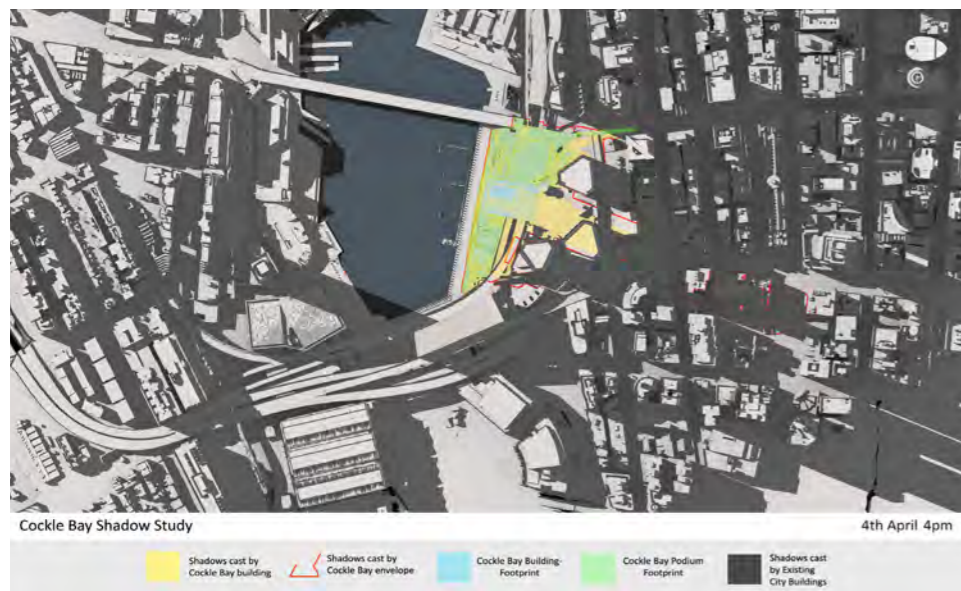 Cockle Bay Shadow Study
4th April 4pm
Shadows cast by
Cockle Bay building
Shadows cast by
Cockle Bay envelope
Cockle Bay Building-
Footprint
Cockle Bay Podium
Footprint
Shadows cast
by Existing
City Buildings